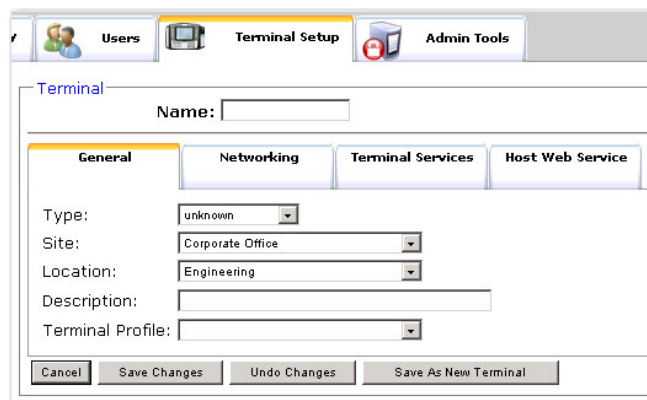 Users
Terminal Setup
Admin Tools
Terminal
Name:
General
Networking
Terminal Services
Host Web Service
Type: unknown
Site: Corporate Office
Location: Engineering
Description:
Terminal Profile:
Cancel
Save Changes
Undo Changes
Save As New Terminal